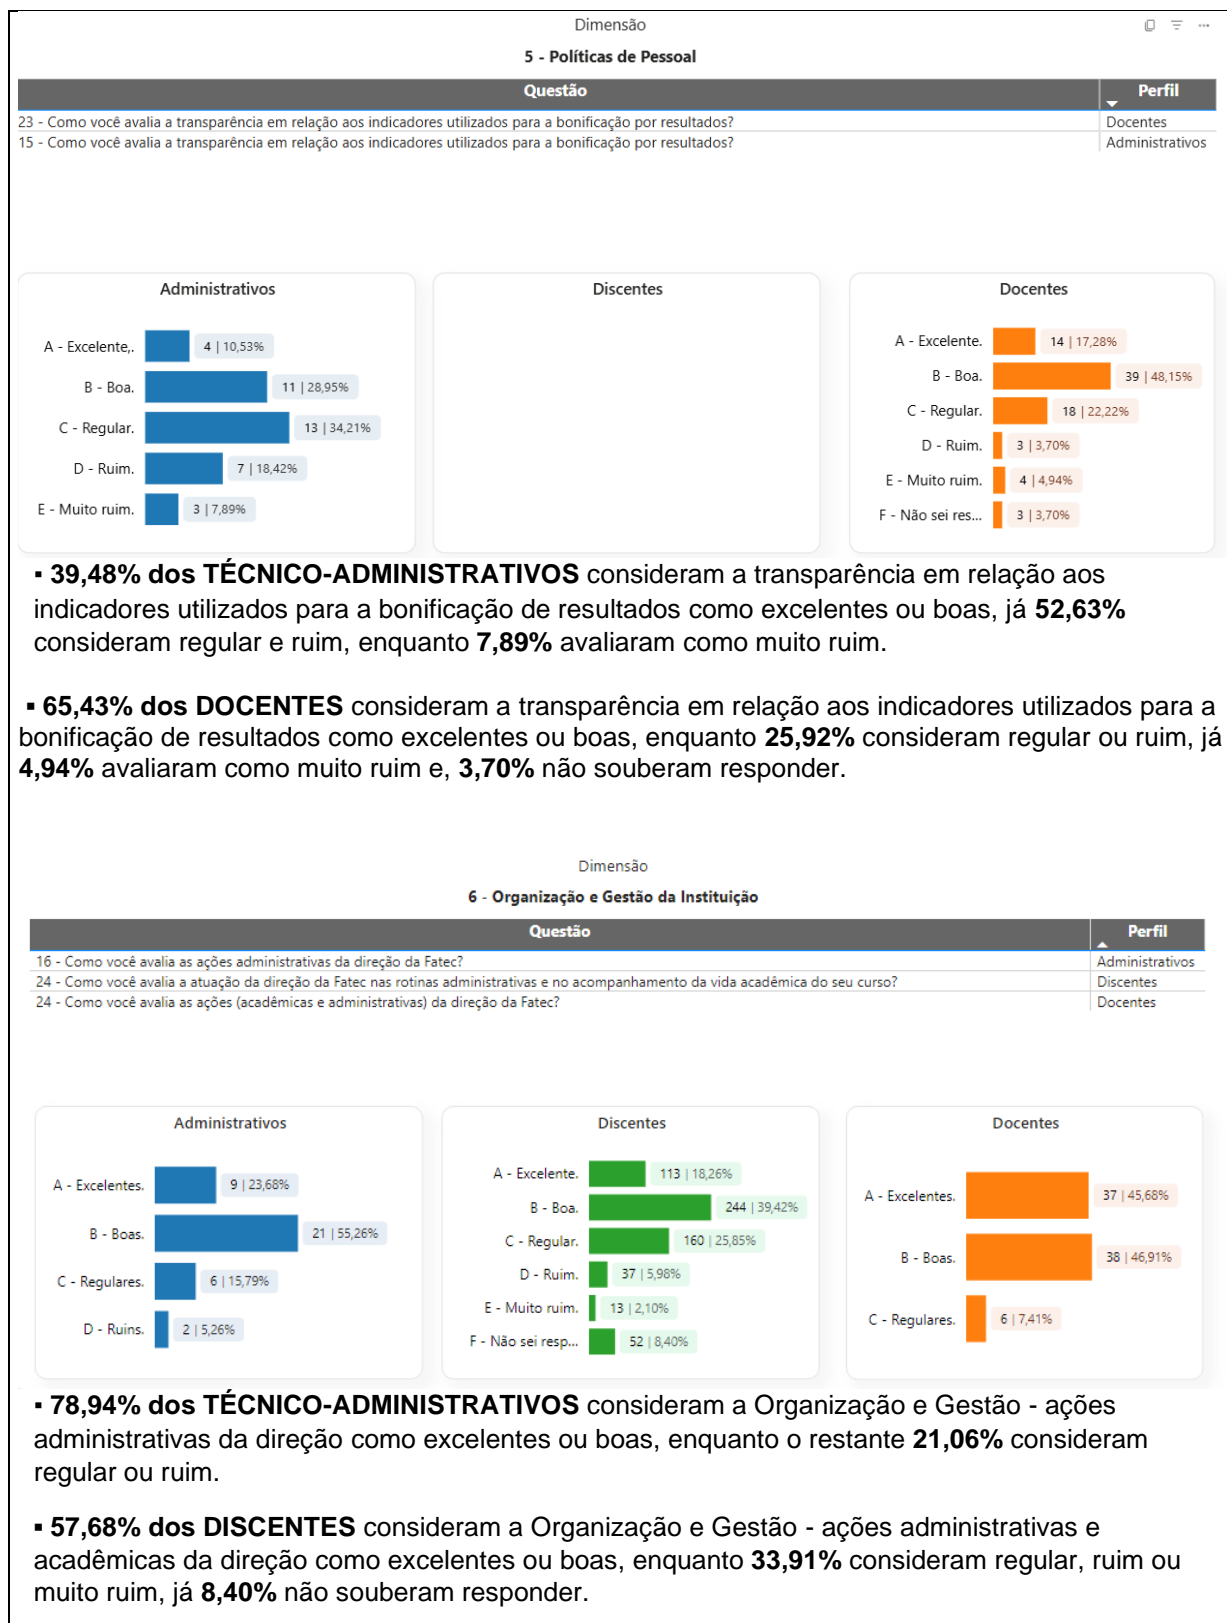 Dimensão
5 - Políticas de Pessoal
Questão Perfil
23 - Como você avalia a transparência em relação aos indicadores utilizados para a bonificação por resultados? Docentes
15 - Como você avalia a transparência em relação aos indicadores utilizados para a bonificação por resultados? Administrativos
Administrativos
A - Excelente,. 4 | 10,53%
B - Boa. 11 | 28,95%
C - Regular. 13 | 34,21%
D - Ruim. 7 | 18,42%
E - Muito ruim. 3 | 7,89%
Discentes
Docentes
A - Excelente. 14 | 17,28%
B - Boa. 39 | 48,15%
C - Regular. 18 | 22,22%
D - Ruim. 3 | 3,70%
E - Muito ruim. 4 | 4,94%
F - Não sei res... 3 | 3,70%
▪ 39,48% dos TÉCNICO-ADMINISTRATIVOS consideram a transparência em relação aos
indicadores utilizados para a bonificação de resultados como excelentes ou boas, já 52,63%
consideram regular e ruim, enquanto 7,89% avaliaram como muito ruim.
▪ 65,43% dos DOCENTES consideram a transparência em relação aos indicadores utilizados para a
bonificação de resultados como excelentes ou boas, enquanto 25,92% consideram regular ou ruim, já
4,94% avaliaram como muito ruim e, 3,70% não souberam responder.
Dimensão
6 - Organização e Gestão da Instituição
Questão Perfil
16 - Como você avalia as ações administrativas da direção da Fatec? Administrativos
24 - Como você avalia a atuação da direção da Fatec nas rotinas administrativas e no acompanhamento da vida acadêmica do seu curso? Discentes
24 - Como você avalia as ações (acadêmicas e administrativas) da direção da Fatec? Docentes
Administrativos
A - Excelentes. 9 | 23,68%
B - Boas. 21 | 55,26%
C - Regulares. 6 | 15,79%
D - Ruins. 2 | 5,26%
Discentes
A - Excelente. 113 | 18,26%
B - Boa. 244 | 39,42%
C - Regular. 160 | 25,85%
D - Ruim. 37 | 5,98%
E - Muito ruim. 13 | 2,10%
F - Não sei resp... 52 | 8,40%
Docentes
A - Excelentes. 37 | 45,68%
B - Boas. 38 | 46,91%
C - Regulares. 6 | 7,41%
▪ 78,94% dos TÉCNICO-ADMINISTRATIVOS consideram a Organização e Gestão - ações
administrativas da direção como excelentes ou boas, enquanto o restante 21,06% consideram
regular ou ruim.
▪ 57,68% dos DISCENTES consideram a Organização e Gestão - ações administrativas e
acadêmicas da direção como excelentes ou boas, enquanto 33,91% consideram regular, ruim ou
muito ruim, já 8,40% não souberam responder.